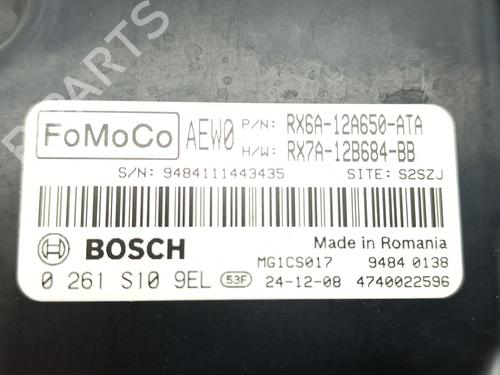 PARTS
FoMoCo AEW0 P/N: RX6A-12A650-ATA
H/W: RX7A-12B684-BB
S/N: 9484111443435 SITE: S2SZJ
BOSCH Made in Romania
MG1CS017 9484 0138
0 261 S10 9EL 53F 24-12-08 4740022596